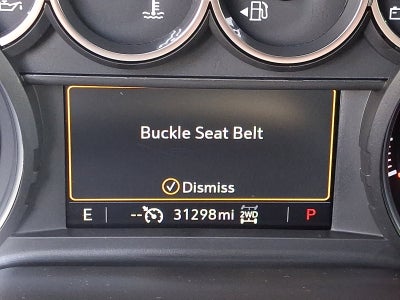 Buckle Seat Belt
Dismiss
E -- 31298mi 2WD P